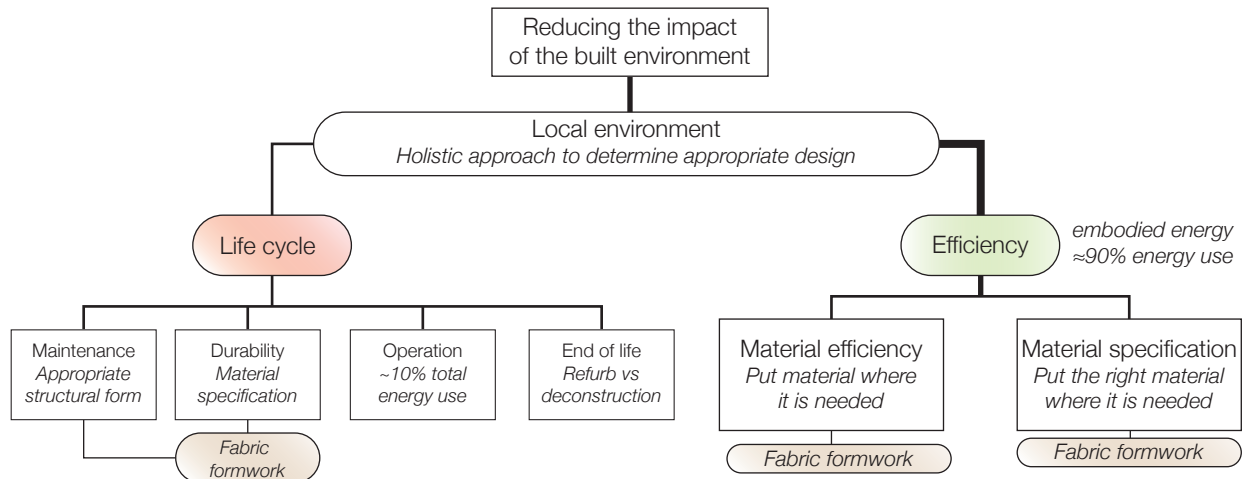 Reducing the impact
of the built environment
Local environment
Holistic approach to determine appropriate design
Life cycle
Efficiency
embodied energy
≈90% energy use
Maintenance
Appropriate
structural form
Durability
Material
specification
Operation
~10% total
energy use
End of life
Refurb vs
deconstruction
Material efficiency
Put material where
it is needed
Material specification
Put the right material
where it is needed
Fabric
formwork
Fabric formwork
Fabric formwork